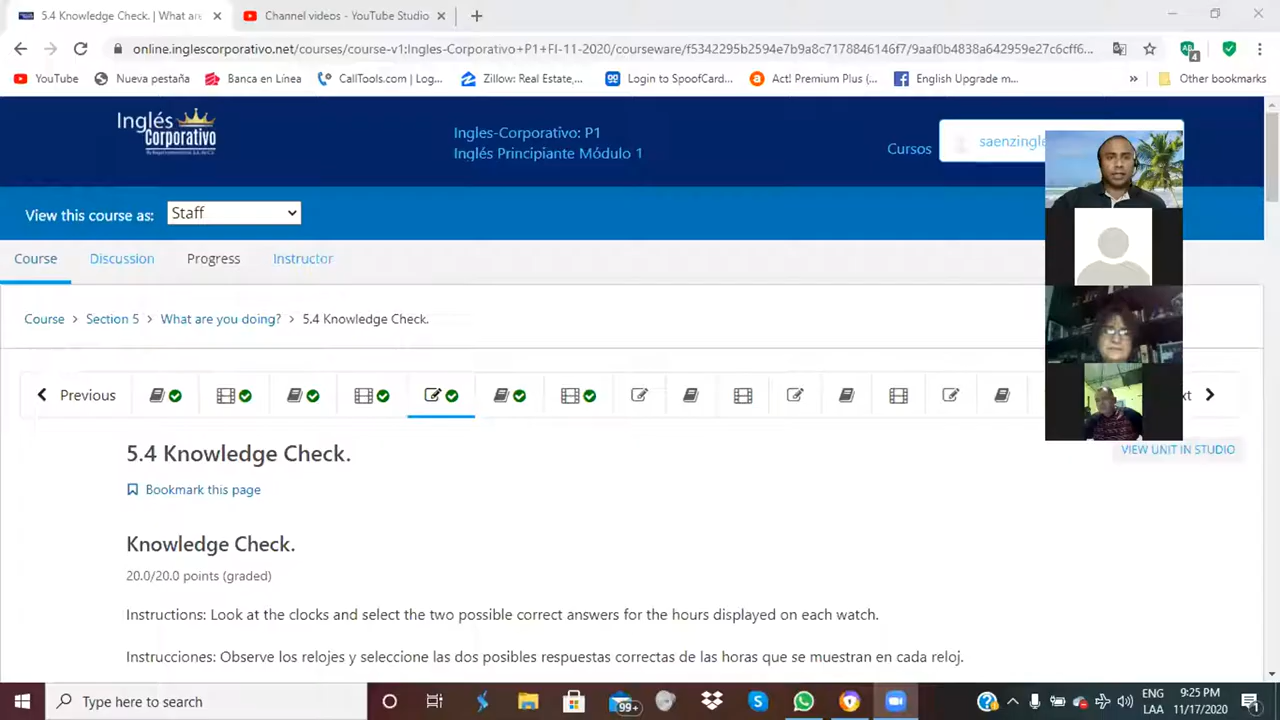 5.4 Knowledge Check. | What are
Channel videos - YouTube Studio
online.inglescorporativo.net/courses/course-v1:Ingles-Corporativo+P1+FI-11-2020/courseware/f5342295b2594e7b9a8c7178846146f7/9aaf0b4838a642959e27c6cff6...
4
YouTube
Nueva pestaña
Banca en Línea
CallTools.com | Log...
Zillow: Real Estate,...
Login to SpoofCard...
Act! Premium Plus (...
English Upgrade m...
»
Other bookmarks
Inglés
Corporativo
Ingles-Corporativo: P1
Inglés Principiante Módulo 1
Cursos
saenzingle
View this course as:
Staff
Course
Discussion
Progress
Instructor
Course > Section 5 > What are you doing? > 5.4 Knowledge Check.
Previous
xt
VIEW UNIT IN STUDIO
5.4 Knowledge Check.
Bookmark this page
Knowledge Check.
20.0/20.0 points (graded)
Instructions: Look at the clocks and select the two possible correct answers for the hours displayed on each watch.
Instrucciones: Observe los relojes y seleccione las dos posibles respuestas correctas de las horas que se muestran en cada reloj.
Type here to search
99+
ENG
LAA
9:25 PM
11/17/2020
1